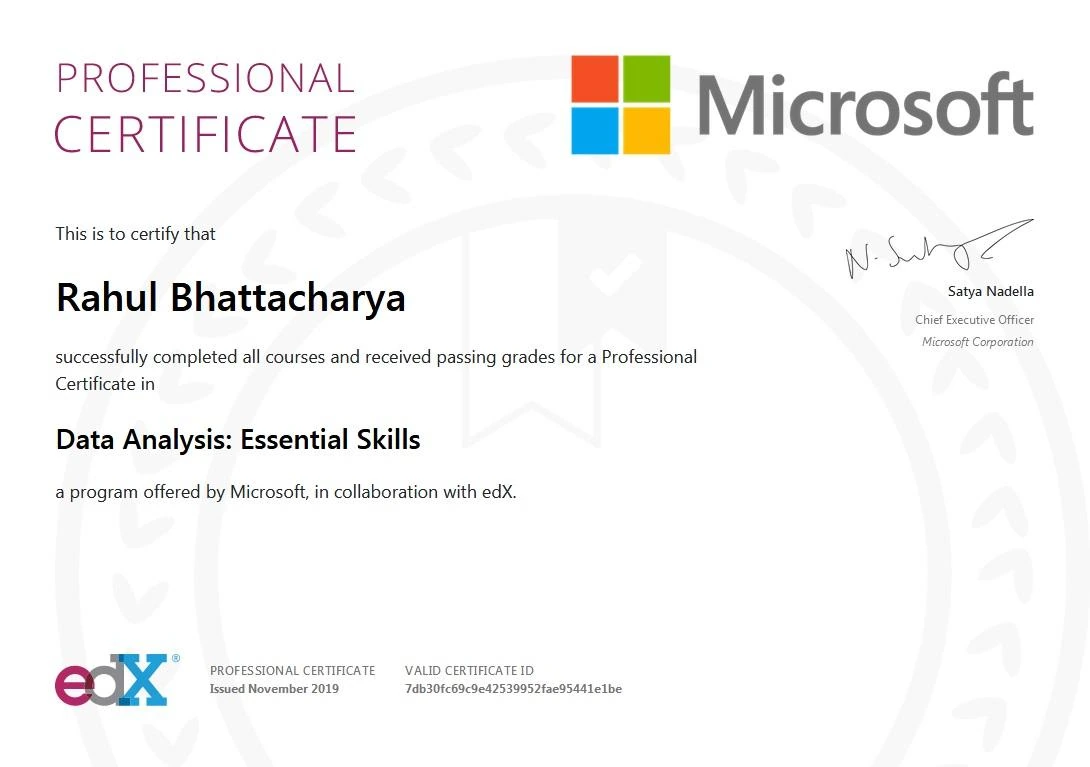 PROFESSIONAL
CERTIFICATE
Microsoft
This is to certify that
Rahul Bhattacharya
successfully completed all courses and received passing grades for a Professional
Certificate in
Data Analysis: Essential Skills
a program offered by Microsoft, in collaboration with edX.
N. Satya
Satya Nadella
Chief Executive Officer
Microsoft Corporation
edX®
PROFESSIONAL CERTIFICATE
Issued November 2019
VALID CERTIFICATE ID
7db30fc69c9e42539952fae95441e1be